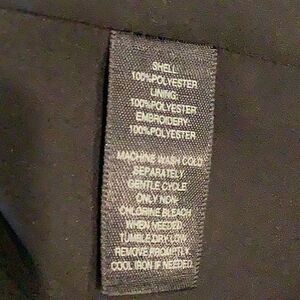 SHELL:
100%POLYESTER
LINING:
100%POLYESTER
EMBROIDERY:
100%POLYESTER
MACHINE WASH COLD
SEPARATELY
GENTLE CYCLE
ONLY NON-
CHLORINE BLEACH
WHEN NEEDED
TUMBLE DRY LOW
REMOVE PROMPTLY.
COOL IRON IF NEEDED